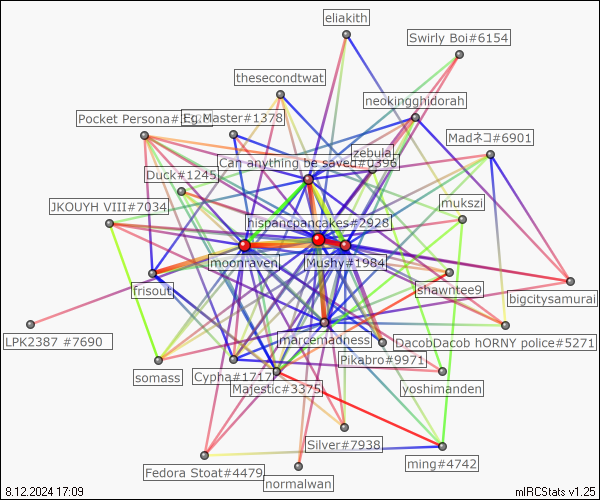 eliakith
Swirly Boi#6154
thesecondtwat
neokingghidorah
Pocket Persona#
Master#1378
Madネコ#6901
zebula
Can anything be saved#0396
Duck#1245
mukszi
JKOUYH VIII#7034
hispancpancakes#2928
moonraven
Mushy#1984
shawntee9
frisout
bigcitysamurai
LPK2387 #7690
marcemadness
DacobDacob hORNY police#5271
Pikabro#9971
somass
Cypha#1717
Majestic#3375
yoshimanden
Silver#7938
ming#4742
Fedora Stoat#4479
normalwan
8.12.2024 17:09
mIRCStats v1.25